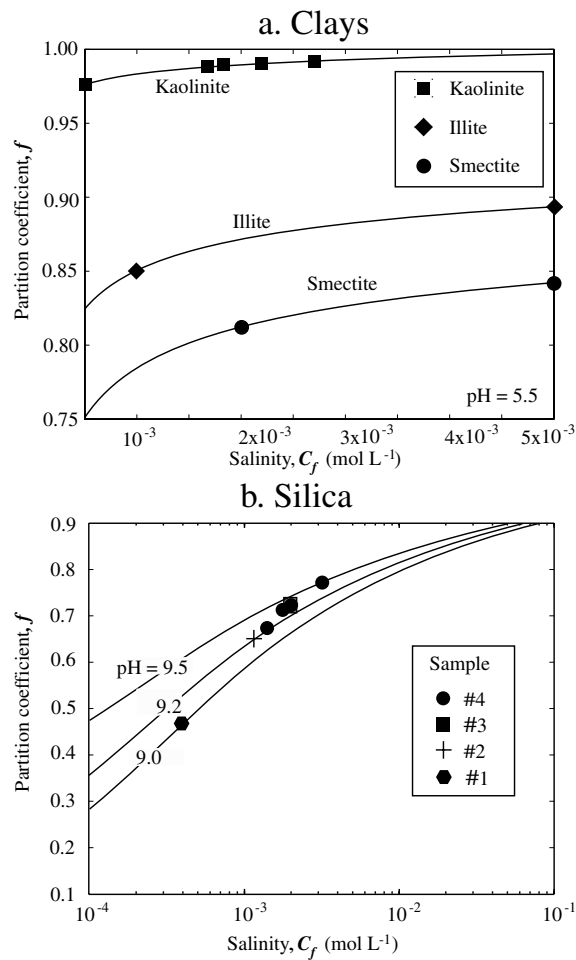 a. Clays
1.00
0.95
0.90
0.85
0.80
0.75
Partition coefficient, f
Kaolinite
Kaolinite
Illite
Smectite
Illite
Smectite
pH = 5.5
10⁻³
2x10⁻³
3x10⁻³
4x10⁻³
5x10⁻³
Salinity, C_f (mol L⁻¹)
b. Silica
0.9
0.8
0.7
0.6
0.5
0.4
0.3
0.2
0.1
Partition coefficient, f
pH = 9.5
9.2
9.0
Sample
#4
#3
#2
#1
10⁻⁴
10⁻³
10⁻²
10⁻¹
Salinity, C_f (mol L⁻¹)